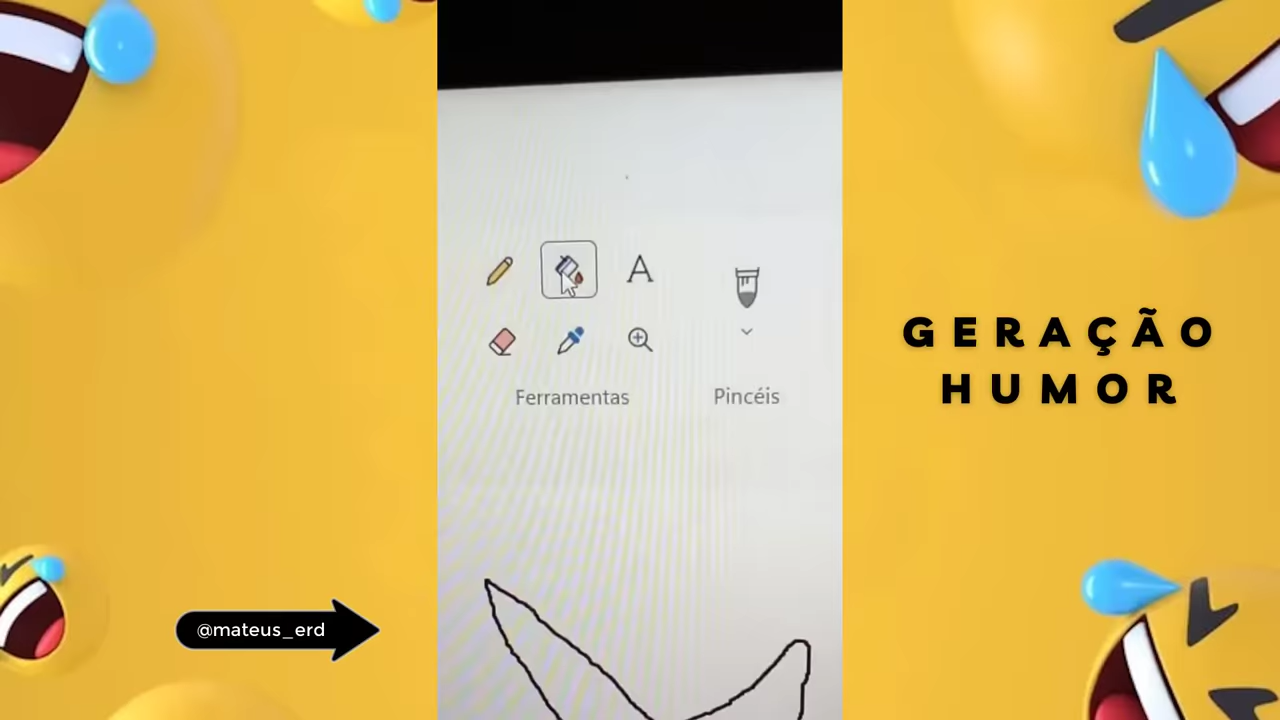 A
Ferramentas
Pincéis
GERAÇÃO
HUMOR
@mateus_erd